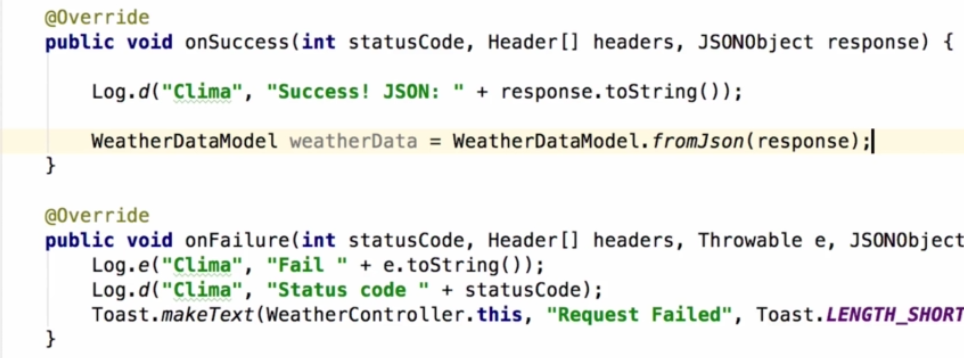 @Override
public void onSuccess(int statusCode, Header[] headers, JSONObject response) {
Log.d("Clima", "Success! JSON: " + response.toString());
WeatherDataModel weatherData = WeatherDataModel.fromJson(response);
}
@Override
public void onFailure(int statusCode, Header[] headers, Throwable e, JSONObject
Log.e("Clima", "Fail " + e.toString());
Log.d("Clima", "Status code " + statusCode);
Toast.makeText(WeatherController.this, "Request Failed", Toast.LENGTH_SHORT
}